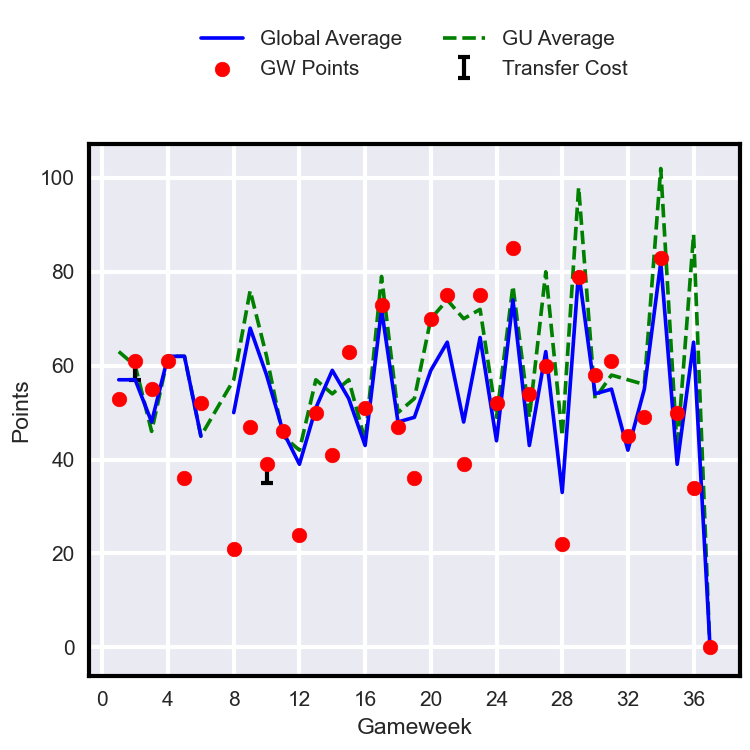 Global Average
GU Average
GW Points
Transfer Cost
100
80
60
40
20
0
Points
0 4 8 12 16 20 24 28 32 36
Gameweek